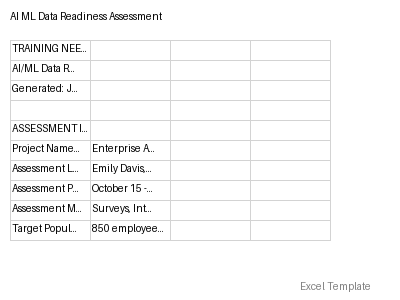 AI ML Data Readiness Assessment
TRAINING NEE...
AI/ML Data R...
Generated: J...
ASSESSMENT I...
Project Name... Enterprise A...
Assessment L... Emily Davis,...
Assessment P... October 15 -...
Assessment M... Surveys, Int...
Target Popul... 850 employee...
Excel Template